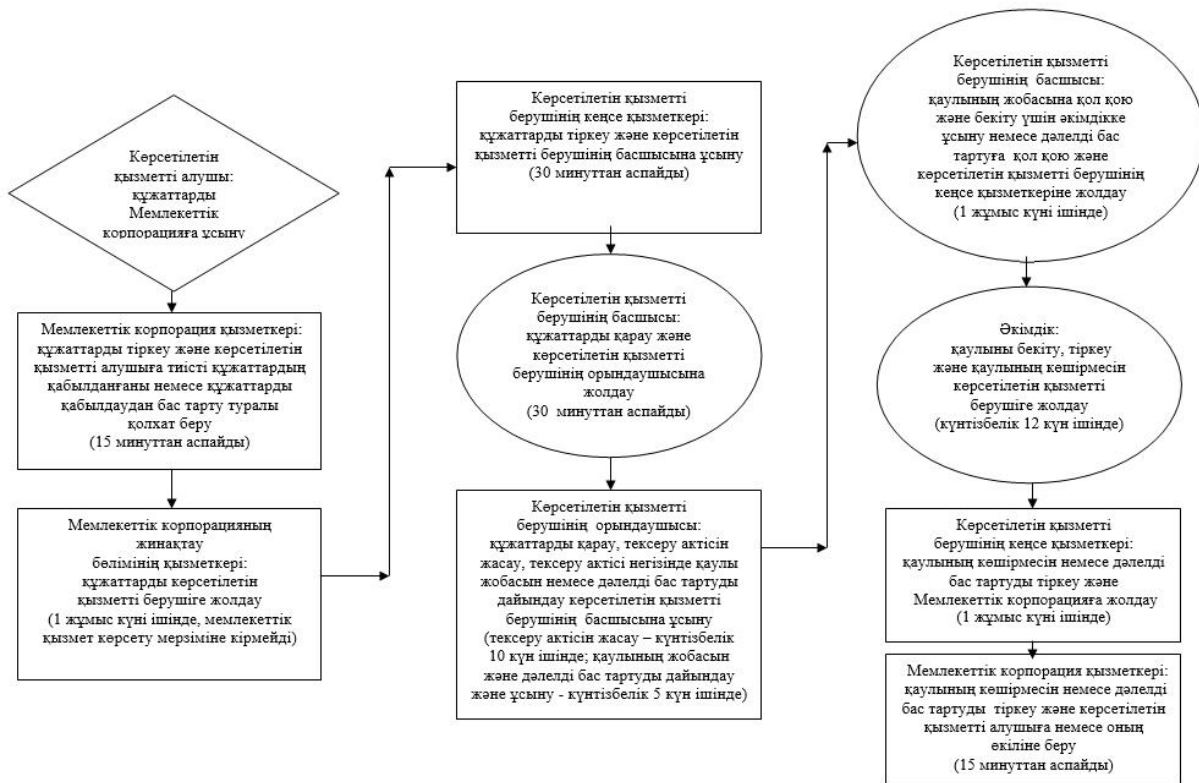 Көрсетілетін
қызметті алушы:
құжаттарды
Мемлекеттік
корпорацияға ұсыну
Мемлекеттік корпорация қызметкері:
құжаттарды тіркеу және көрсетілетін
қызметті алушыға тиісті құжаттардың
қабылданғаны немесе құжаттарды
қабылдаудан бас тарту туралы
қолхат беру
(15 минуттан аспайды)
Мемлекеттік корпорацияның
жинақтау
бөлімінің қызметкері:
құжаттарды көрсетілетін
қызметті берушіге жолдау
(1 жұмыс күні ішінде, мемлекеттік
қызмет көрсету мерзіміне кірмейді)
Көрсетілетін қызметті
берушінің кеңсе қызметкері:
құжаттарды тіркеу және көрсетілетін
қызметті берушінің басшысына ұсыну
(30 минуттан аспайды)
Көрсетілетін қызметті
берушінің басшысы:
құжаттарды қарау және
көрсетілетін қызметті
берушінің орындаушысына
жолдау
(30 минуттан аспайды)
Көрсетілетін қызметті
берушінің орындаушысы:
құжаттарды қарау, тексеру актісін
жасау, тексеру актісі негізінде қаулы
жобасын немесе дәлелді бас тартуды
дайындау көрсетілетін қызметті
берушінің басшысына ұсыну
(тексеру актісін жасау – күнтізбелік
10 күн ішінде; қаулының жобасын
және дәлелді бас тартуды дайындау
және ұсыну - күнтізбелік 5 күн ішінде)
Көрсетілетін қызметті
берушінің басшысы:
қаулының жобасына қол қою
және бекіту үшін әкімдікке
ұсыну немесе дәлелді бас
тартуға қол қою және
көрсетілетін қызметті берушінің
кеңсе қызметкеріне жолдау
(1 жұмыс күні ішінде)
Әкімдік:
қаулыны бекіту, тіркеу
және қаулының көшірмесін
көрсетілетін қызметті
берушіге жолдау
(күнтізбелік 12 күн ішінде)
Көрсетілетін қызметті
берушінің кеңсе қызметкері:
қаулының көшірмесін немесе дәлелді
бас тартуды тіркеу және
Мемлекеттік корпорацияға жолдау
(1 жұмыс күні ішінде)
Мемлекеттік корпорация қызметкері:
қаулының көшірмесін немесе дәлелді
бас тартуды тіркеу және көрсетілетін
қызметті алушыға немесе оның
өкіліне беру
(15 минуттан аспайды)